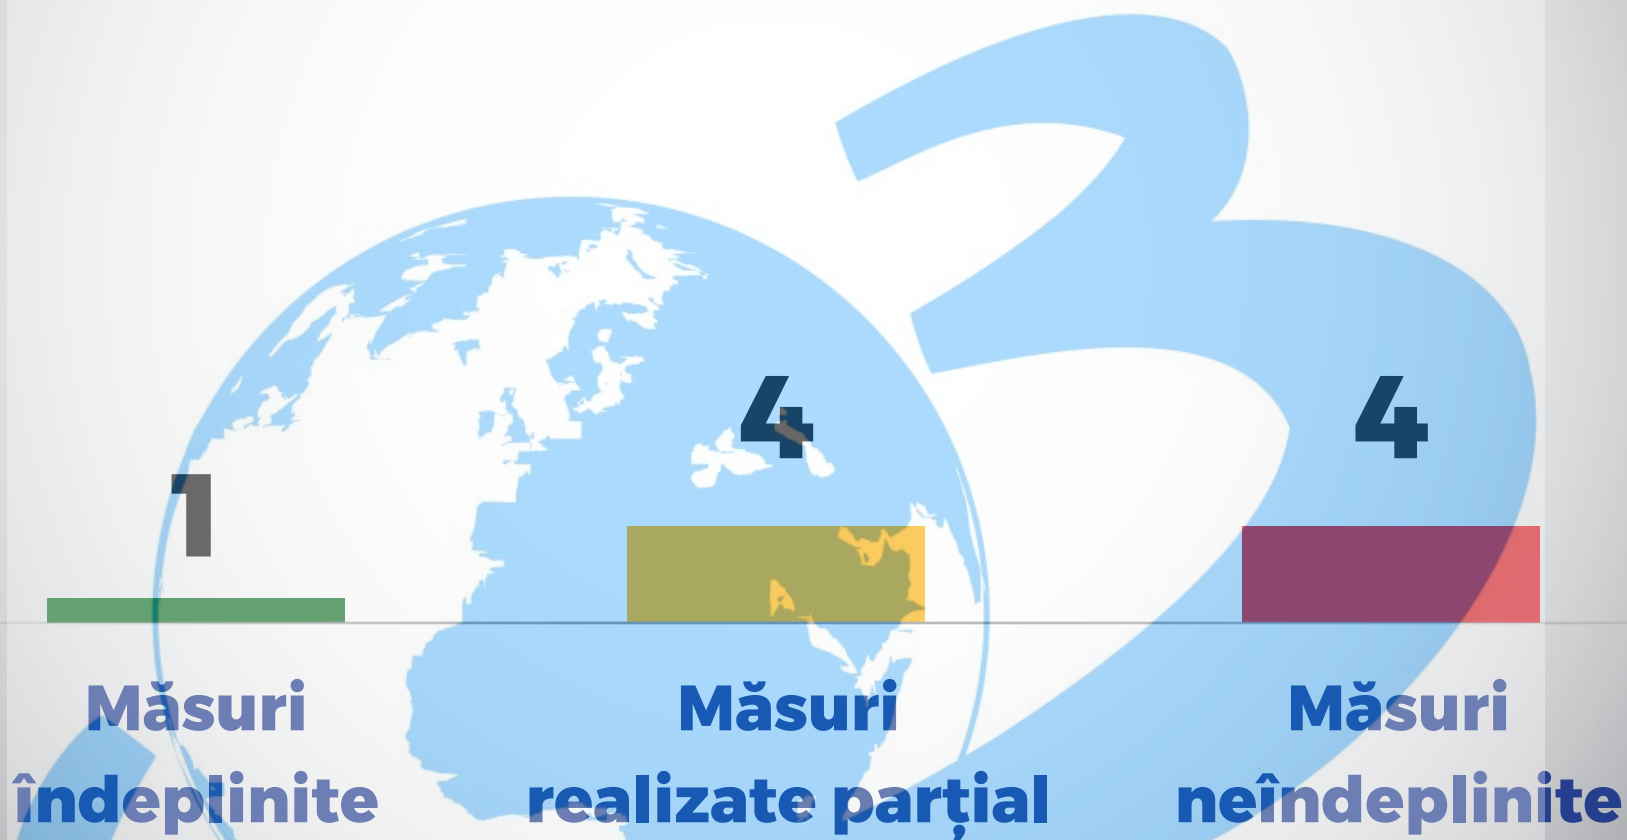 1
4
4
Măsuri
îndeplinite
Măsuri
realizate parțial
Măsuri
neîndeplinite